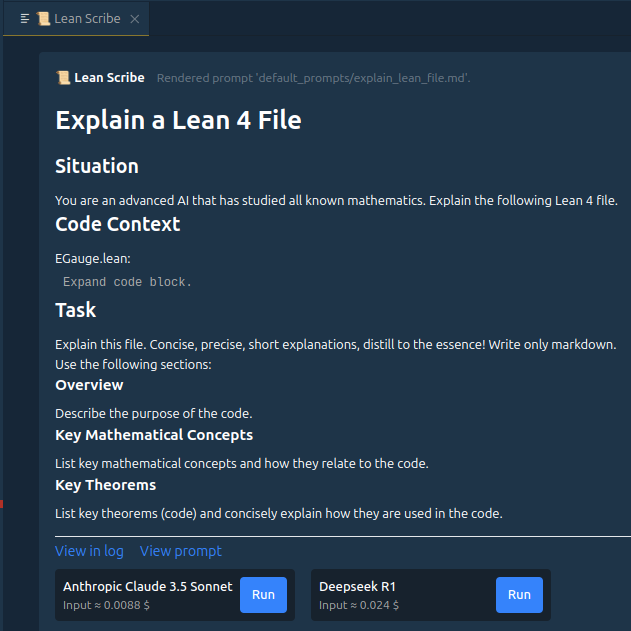 Lean Scribe
Lean Scribe Rendered prompt 'default_prompts/explain_lean_file.md'.
Explain a Lean 4 File
Situation
You are an advanced AI that has studied all known mathematics. Explain the following Lean 4 file.
Code Context
EGauge.lean:
Expand code block.
Task
Explain this file. Concise, precise, short explanations, distill to the essence! Write only markdown.
Use the following sections:
Overview
Describe the purpose of the code.
Key Mathematical Concepts
List key mathematical concepts and how they relate to the code.
Key Theorems
List key theorems (code) and concisely explain how they are used in the code.
View in log View prompt
Anthropic Claude 3.5 Sonnet
Input ≈ 0.0088 $
Run
Deepseek R1
Input ≈ 0.024 $
Run